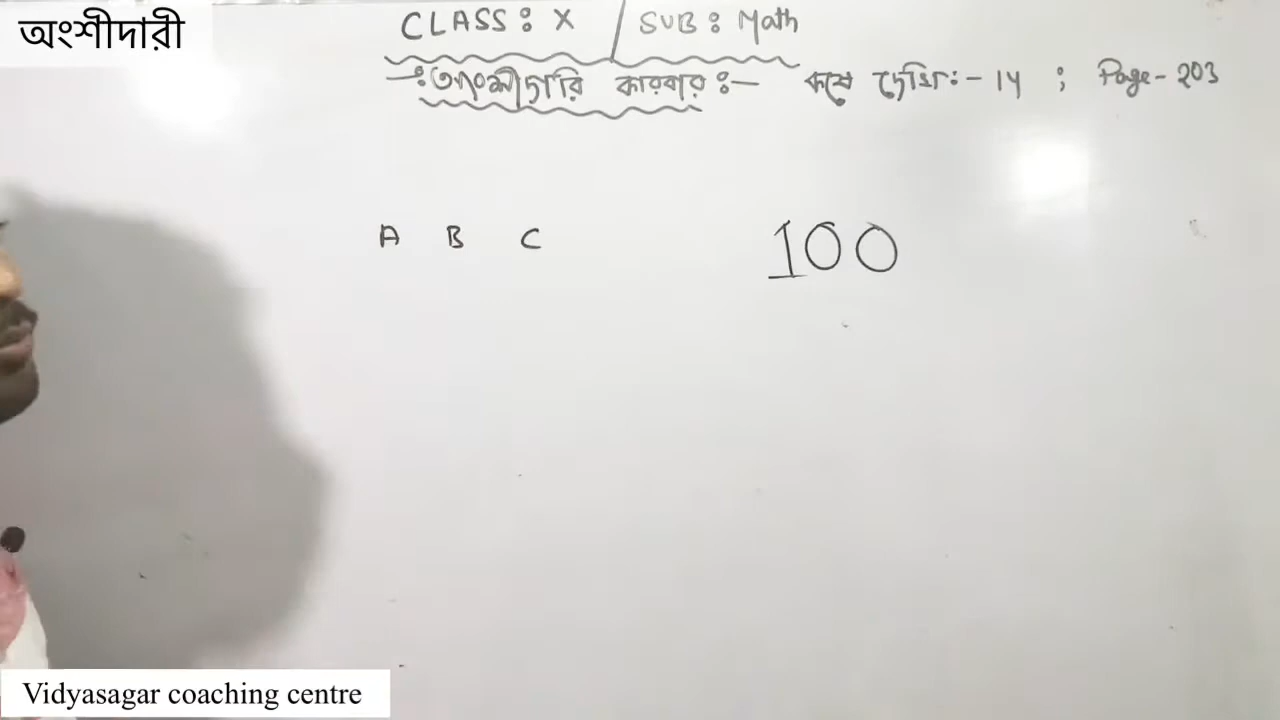 অংশীদারী
CLASS : X / SUB : Math
—: অংশীদারি কারবার :— কষে দেখি :- 14 ; Page - 203
A B C 100
Vidyasagar coaching centre